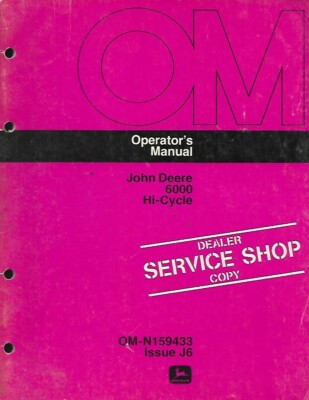 OM
Operator's
Manual
John Deere
6000
Hi-Cycle
DEALER
SERVICE SHOP
COPY
OM-N159433
Issue J6